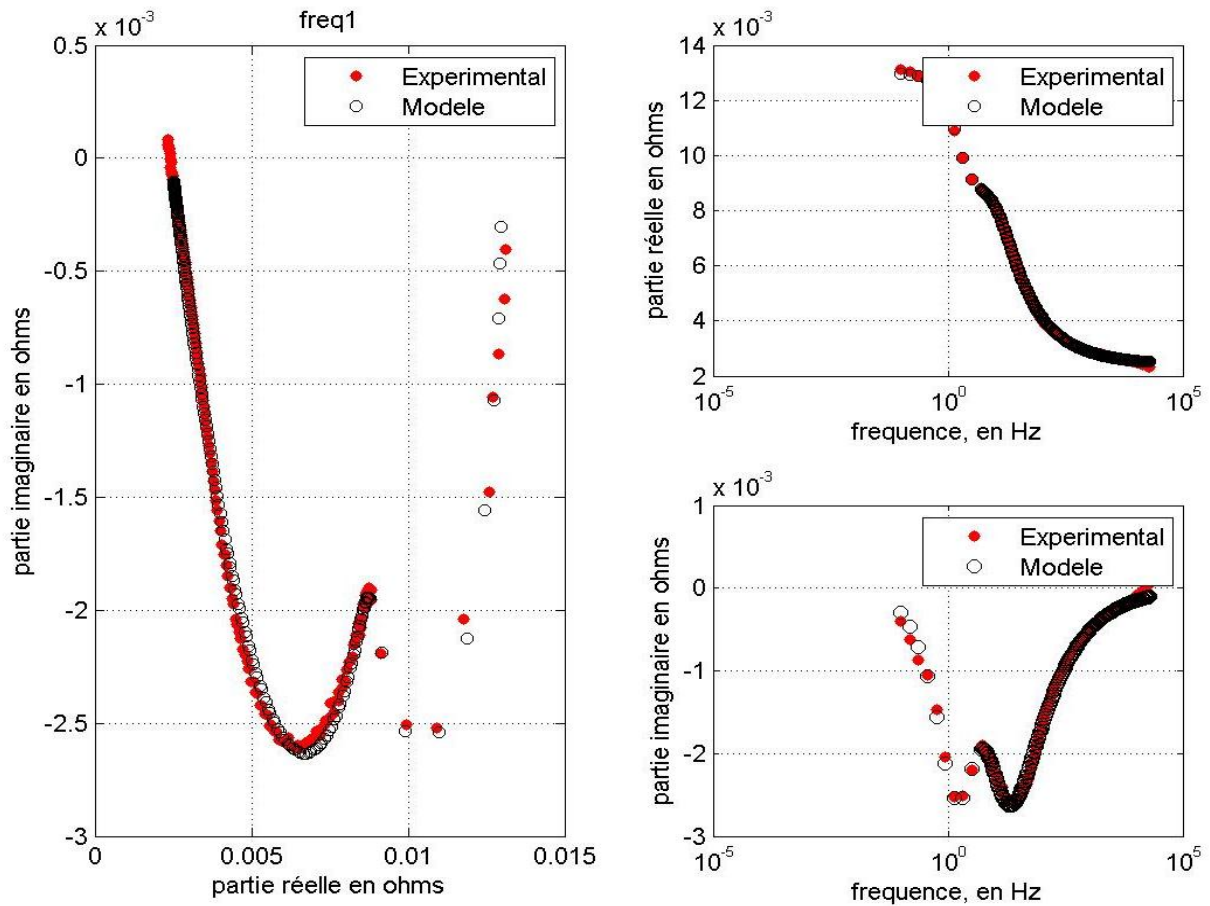 x 10^-3
freq1
0.5
0
-0.5
-1
-1.5
-2
-2.5
-3
0
0.005
0.01
0.015
partie imaginaire en ohms
partie réelle en ohms
Experimental
Modele
x 10^-3
14
12
10
8
6
4
2
10^-5
10^0
10^5
partie réelle en ohms
frequence, en Hz
Experimental
Modele
x 10^-3
1
0
-1
-2
-3
10^-5
10^0
10^5
partie imaginaire en ohms
frequence, en Hz
Experimental
Modele